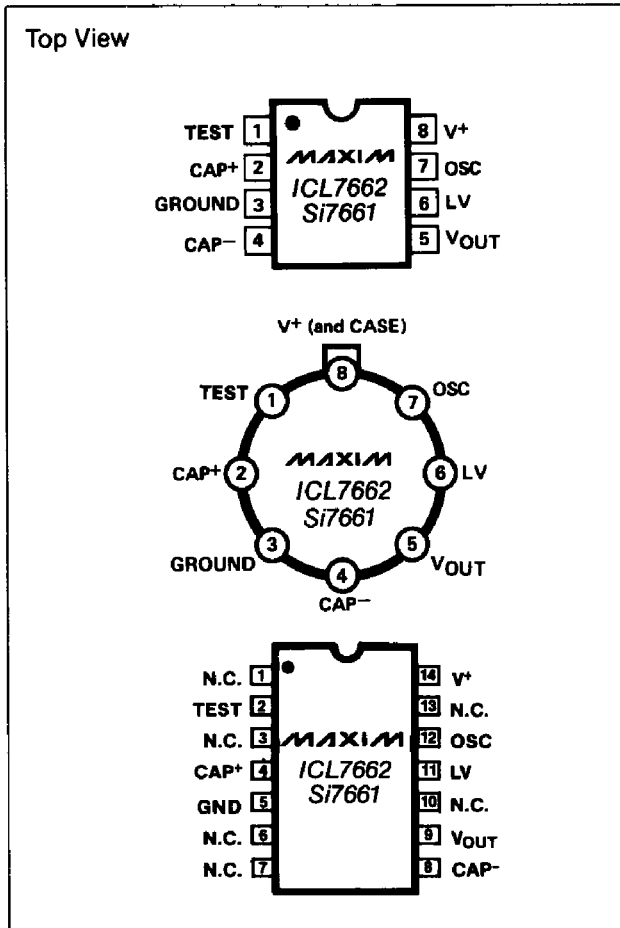 Top View
TEST 1 8 V+
CAP+ 2 7 OSC
GROUND 3 6 LV
CAP− 4 5 VOUT
MAXIM
ICL7662
Si7661
V+ (and CASE)
8
TEST 1 7 OSC
CAP+ 2 6 LV
GROUND 3 5 VOUT
4
CAP−
MAXIM
ICL7662
Si7661
N.C. 1 14 V+
TEST 2 13 N.C.
N.C. 3 12 OSC
CAP+ 4 11 LV
GND 5 10 N.C.
N.C. 6 9 VOUT
N.C. 7 8 CAP-
MAXIM
ICL7662
Si7661